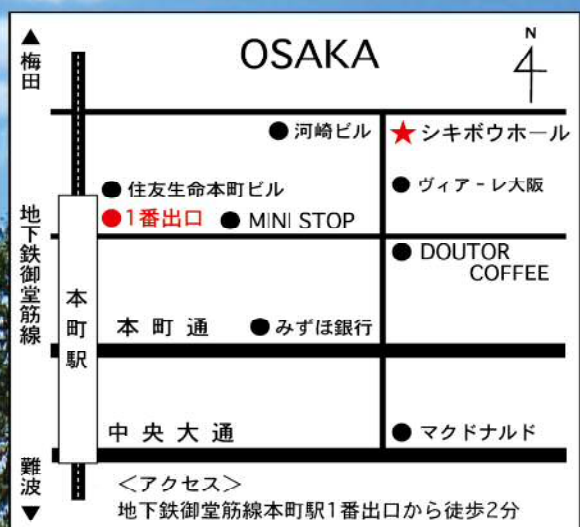 ▲
梅田
OSAKA
N
● 河崎ビル
★ シキボウホール
● 住友生命本町ビル
● ヴィアーレ大阪
● 1番出口
● MINI STOP
地下鉄御堂筋線
● DOUTOR
COFFEE
本町駅
本町通
● みずほ銀行
中央大通
● マクドナルド
難波
▼
＜アクセス＞
地下鉄御堂筋線本町駅1番出口から徒歩2分